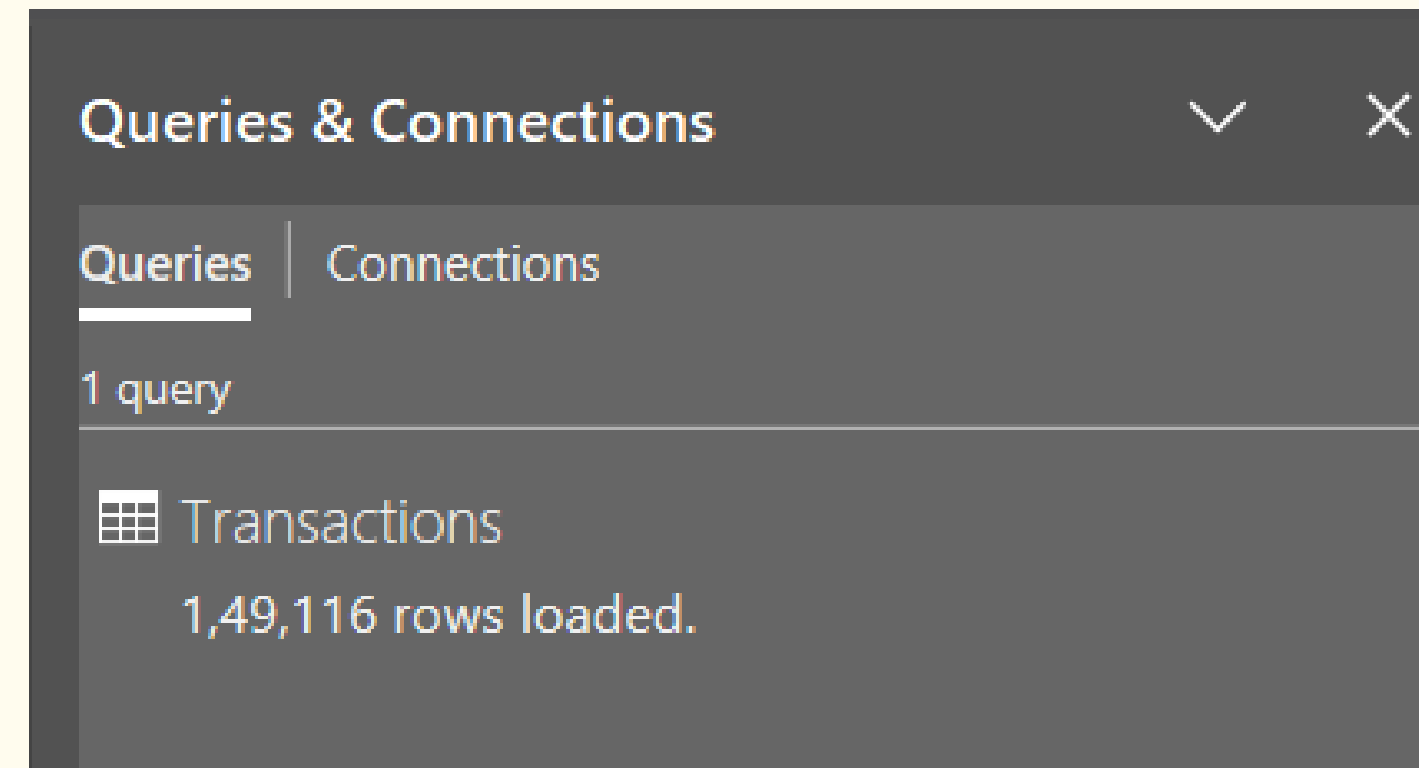 Queries & Connections
Queries | Connections
1 query
Transactions
1,49,116 rows loaded.